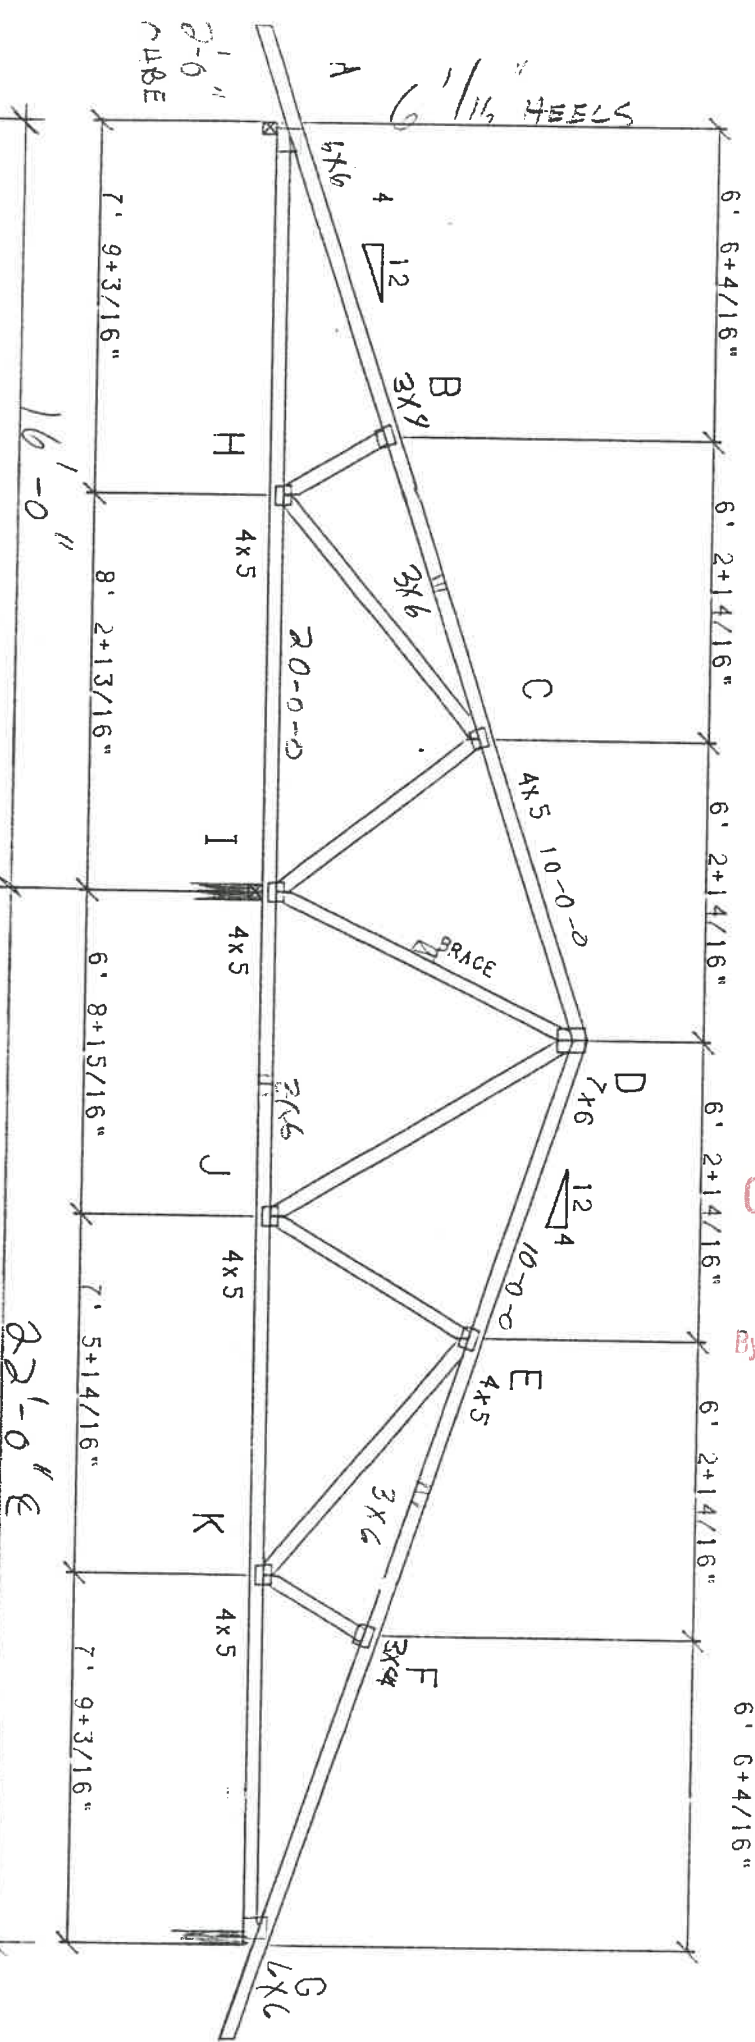 6' 6+4/16"
6' 2+14/16"
6' 2+14/16"
6' 2+14/16"
6' 2+14/16"
6' 6+4/16"
6 1/16" HEELS
A
4
12
B
3X4
3X6
C
4X5
10-0-0
D
7X6
12
4
10-0-0
E
4X5
3X6
F
3X4
G
6X6
BRACE
20-0-0
H
4x5
I
4x5
J
4x5
K
4x5
7' 9+3/16"
8' 2+13/16"
6' 8+15/16"
7' 5+14/16"
7' 9+3/16"
16'-0"
22'-0"
2'-0"